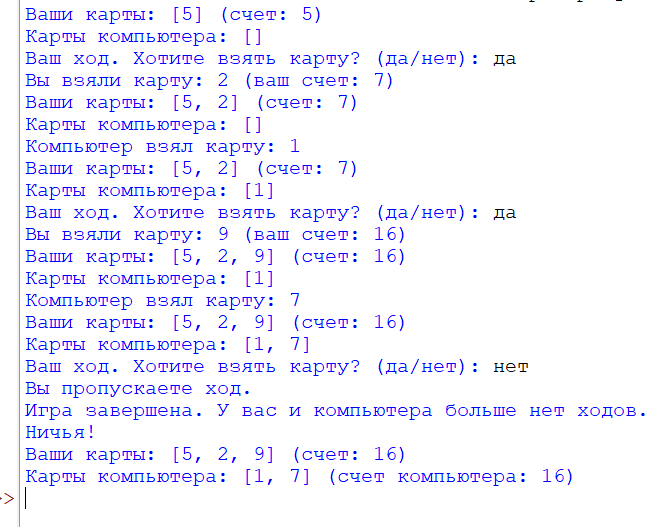 Ваши карты: [5] (счет: 5)
Карты компьютера: []
Ваш ход. Хотите взять карту? (да/нет): да
Вы взяли карту: 2 (ваш счет: 7)
Ваши карты: [5, 2] (счет: 7)
Карты компьютера: []
Компьютер взял карту: 1
Ваши карты: [5, 2] (счет: 7)
Карты компьютера: [1]
Ваш ход. Хотите взять карту? (да/нет): да
Вы взяли карту: 9 (ваш счет: 16)
Ваши карты: [5, 2, 9] (счет: 16)
Карты компьютера: [1]
Компьютер взял карту: 7
Ваши карты: [5, 2, 9] (счет: 16)
Карты компьютера: [1, 7]
Ваш ход. Хотите взять карту? (да/нет): нет
Вы пропускаете ход.
Игра завершена. У вас и компьютера больше нет ходов.
Ничья!
Ваши карты: [5, 2, 9] (счет: 16)
Карты компьютера: [1, 7] (счет компьютера: 16)
>>